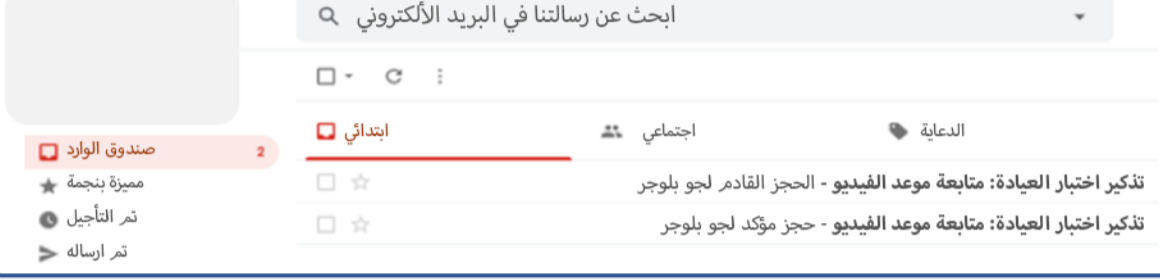 ابحث عن رسالتنا في البريد الألكتروني
ابتدائي
اجتماعي
الدعاية
صندوق الوارد 2
مميزة بنجمة
تم التأجيل
تم ارساله
تذكير اختبار العيادة: متابعة موعد الفيديو - الحجز القادم لجو بلوجر
تذكير اختبار العيادة: متابعة موعد الفيديو - حجز مؤكد لجو بلوجر